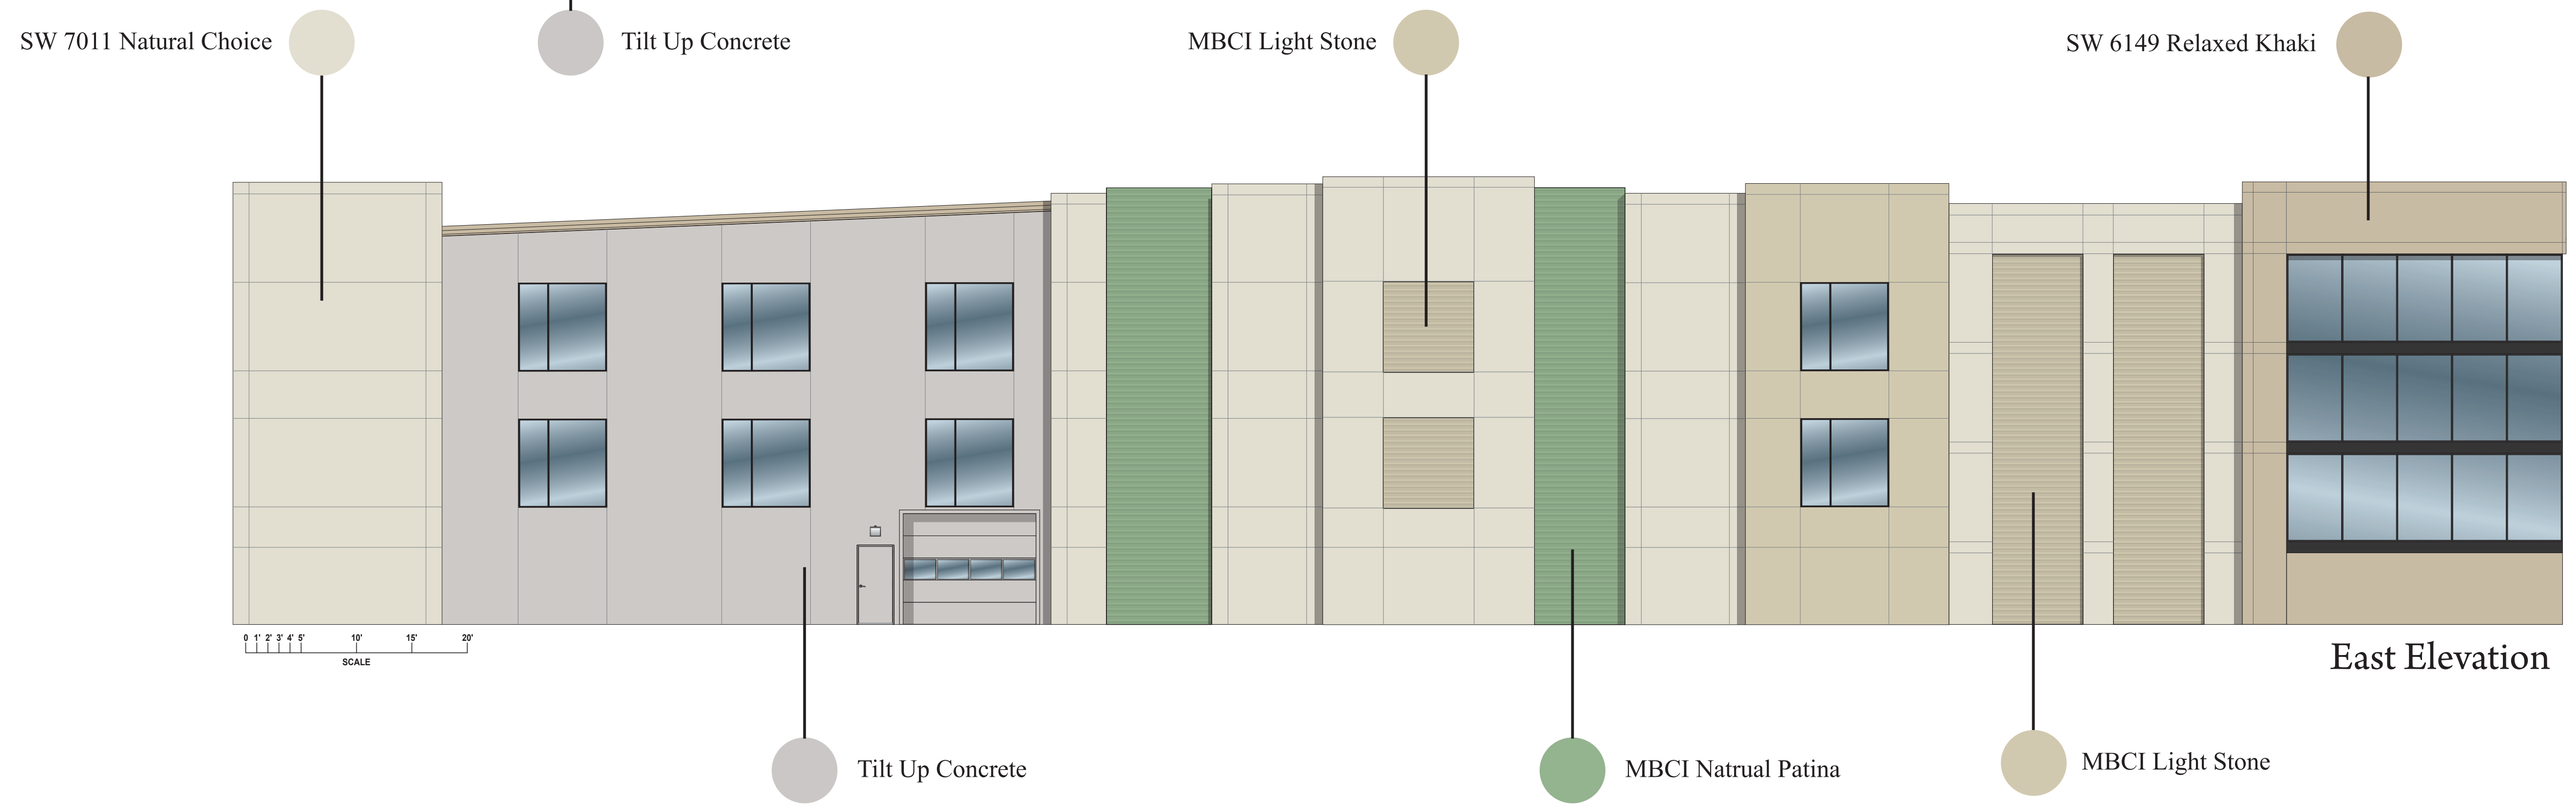 SW 7011 Natural Choice
Tilt Up Concrete
MBCI Light Stone
SW 6149 Relaxed Khaki
0 1' 2' 3' 4' 5' 10' 15' 20'
SCALE
East Elevation
Tilt Up Concrete
MBCI Natrual Patina
MBCI Light Stone